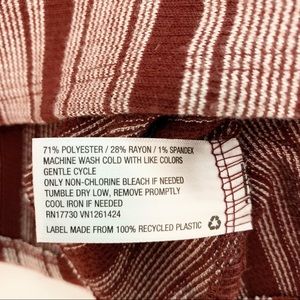 71% POLYESTER / 28% RAYON / 1% SPANDEX
MACHINE WASH COLD WITH LIKE COLORS
GENTLE CYCLE
ONLY NON-CHLORINE BLEACH IF NEEDED
TUMBLE DRY LOW, REMOVE PROMPTLY
COOL IRON IF NEEDED
RN17730 VN1261424
LABEL MADE FROM 100% RECYCLED PLASTIC